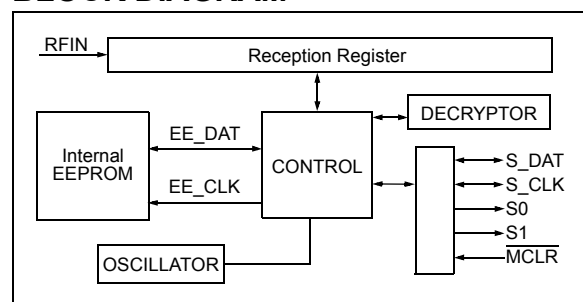 BLOCK DIAGRAM
RFIN
Reception Register
DECRYPTOR
EE_DAT
Internal
EEPROM
CONTROL
EE_CLK
S_DAT
S_CLK
S0
S1
MCLR
OSCILLATOR